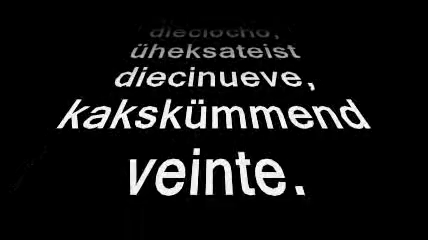 dieciocho,
üheksateist
diecinueve,
kakskümmend
veinte.